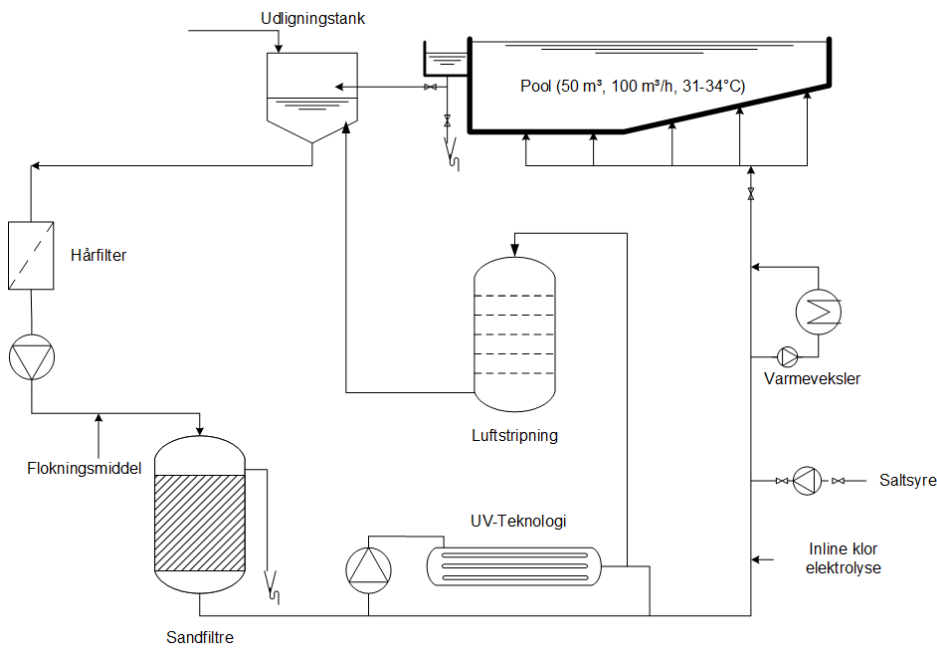 Udligningstank
Pool (50 m³, 100 m³/h, 31-34°C)
Hårfilter
Varmeveksler
Luftstripning
Flokningsmiddel
Saltsyre
UV-Teknologi
Inline klor
elektrolyse
Sandfiltre